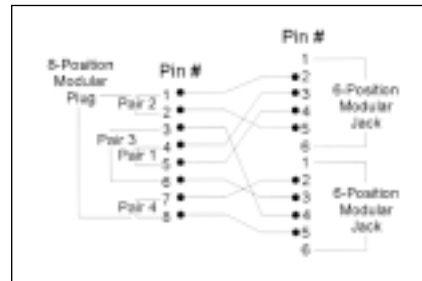 8-Position
Modular
Plug
Pin #
Pair 2
Pair 3
Pair 1
Pair 4
1
2
3
4
5
6
7
8
Pin #
1
2
3
4
5
6
1
2
3
4
5
6
6-Position
Modular
Jack
6-Position
Modular
Jack